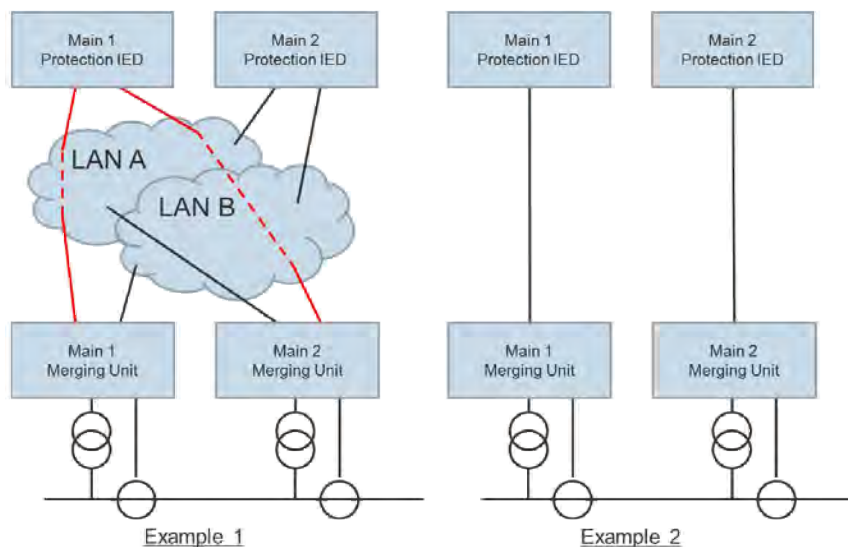 Main 1
Protection IED
Main 2
Protection IED
Main 1
Protection IED
Main 2
Protection IED
LAN A
LAN B
Main 1
Merging Unit
Main 2
Merging Unit
Main 1
Merging Unit
Main 2
Merging Unit
Example 1
Example 2